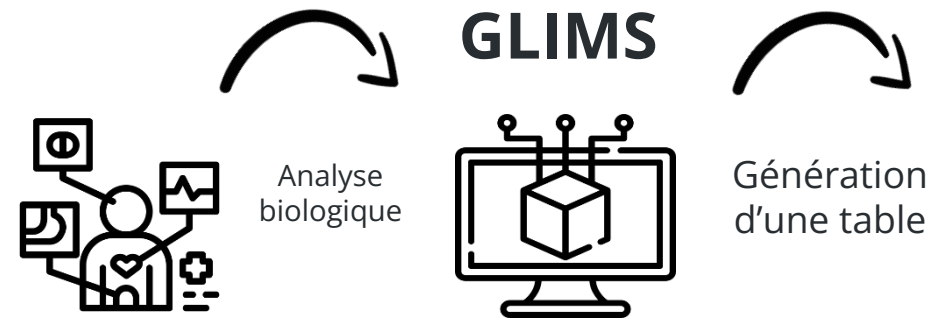 GLIMS
Analyse
biologique
Génération
d'une table